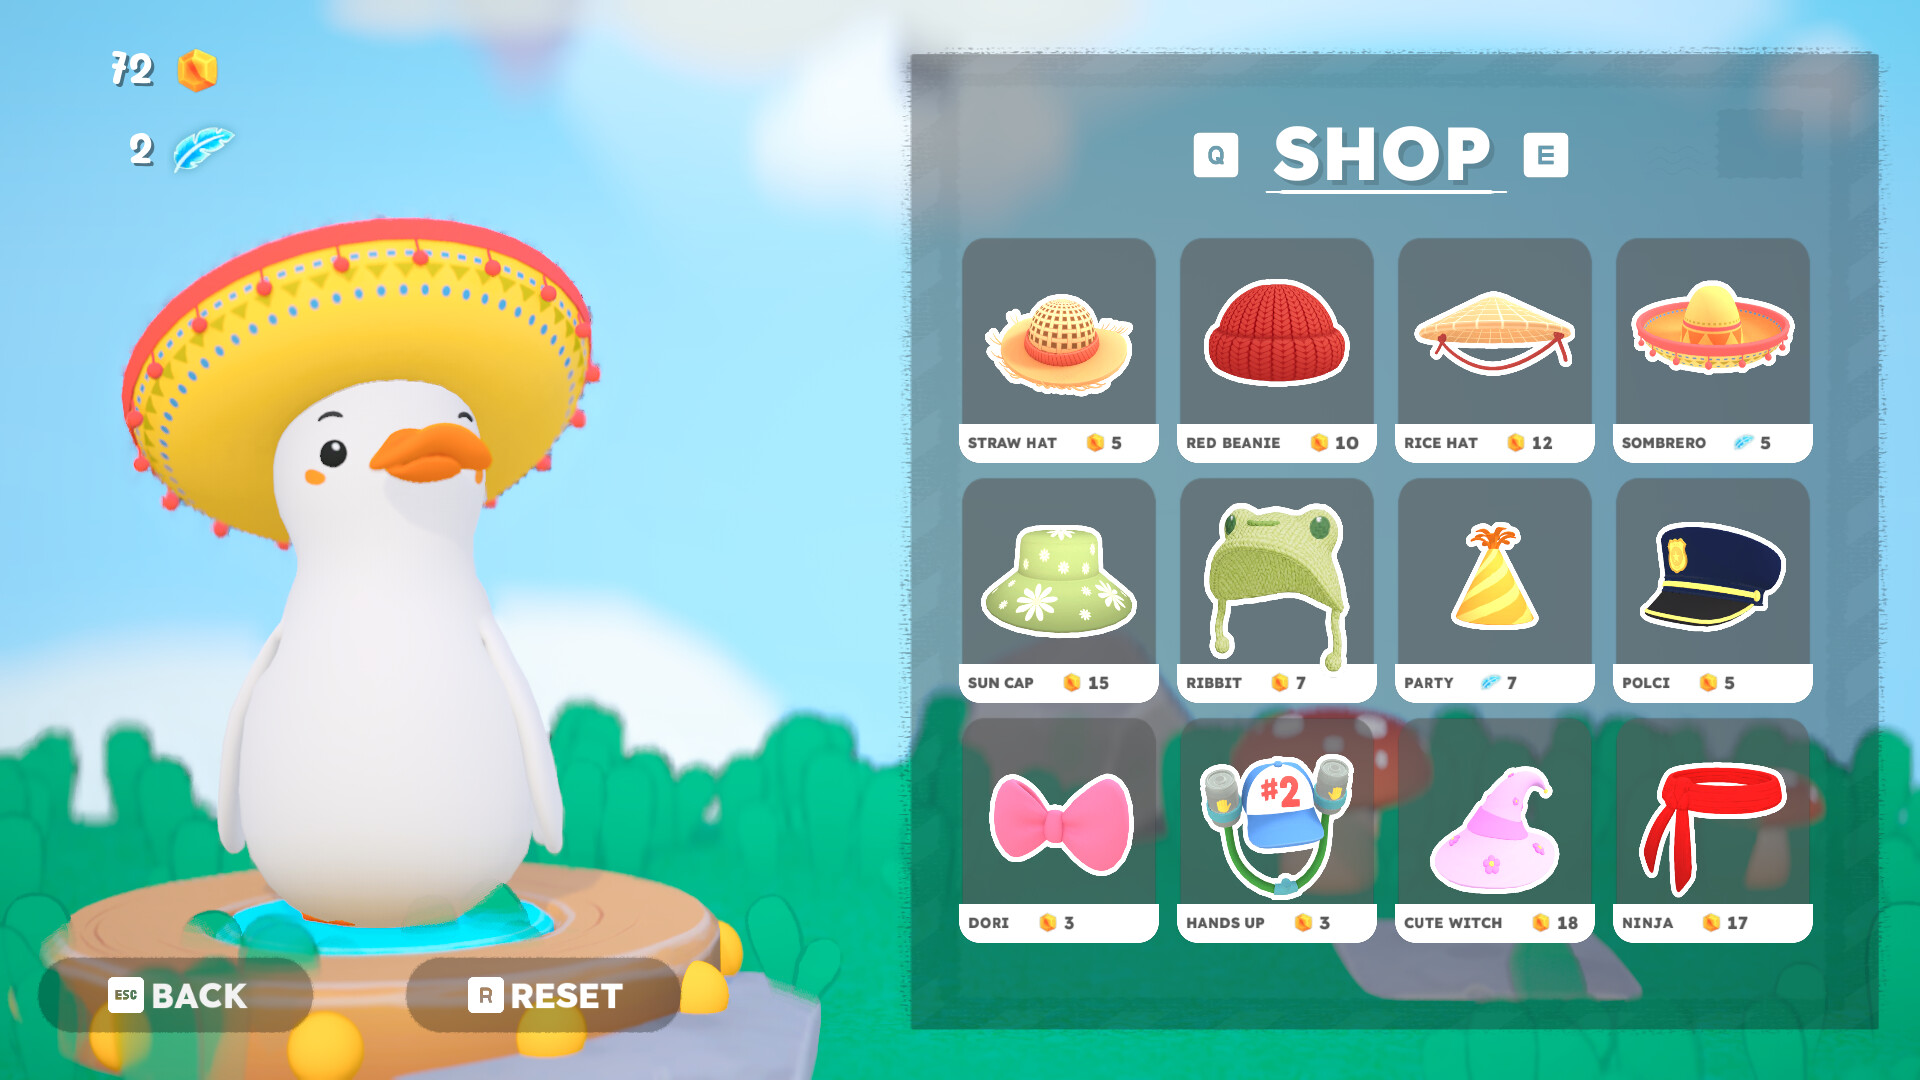 72
2
Q SHOP E
STRAW HAT 5
RED BEANIE 10
RICE HAT 12
SOMBRERO 5
SUN CAP 15
RIBBIT 7
PARTY 7
POLCI 5
#2
DORI 3
HANDS UP 3
CUTE WITCH 18
NINJA 17
ESC BACK
R RESET